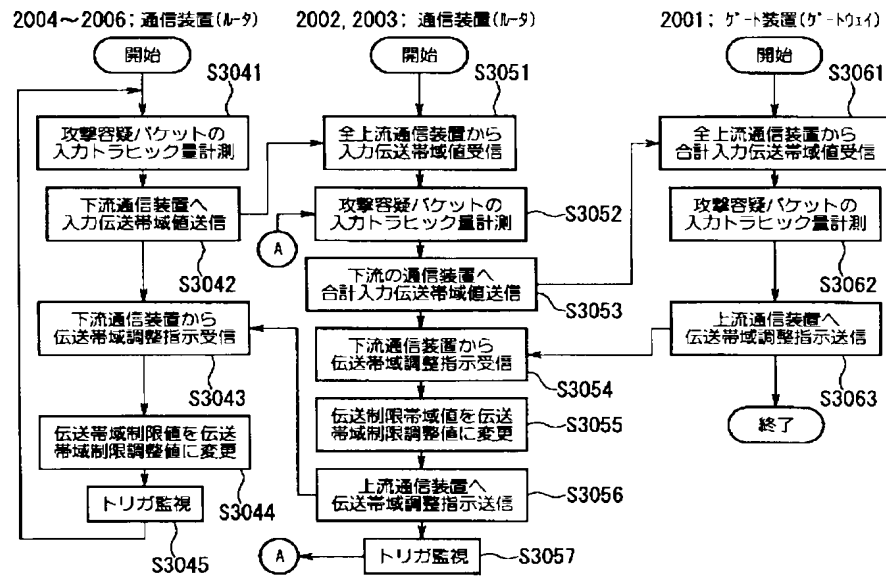 2004～2006: 通信装置(ﾙｰﾀ)
開始
S3041
攻撃容疑パケットの
入力トラヒック量計測
下流通信装置へ
入力伝送帯域値送信
S3042
下流通信装置から
伝送帯域調整指示受信
S3043
伝送帯域制限値を伝送
帯域制限調整値に変更
S3044
トリガ監視
S3045
2002, 2003: 通信装置(ﾙｰﾀ)
開始
S3051
全上流通信装置から
入力伝送帯域値受信
攻撃容疑パケットの
入力トラヒック量計測
S3052
A
下流の通信装置へ
合計入力伝送帯域値送信
S3053
下流通信装置から
伝送帯域調整指示受信
S3054
伝送制限帯域値を伝送
帯域制限調整値に変更
S3055
上流通信装置へ
伝送帯域調整指示送信
S3056
A
トリガ監視
S3057
2001: ｹﾞｰﾄ装置(ｹﾞｰﾄｳｪｲ)
開始
S3061
全上流通信装置から
合計入力伝送帯域値受信
攻撃容疑パケットの
入力トラヒック量計測
S3062
上流通信装置へ
伝送帯域調整指示送信
S3063
終了